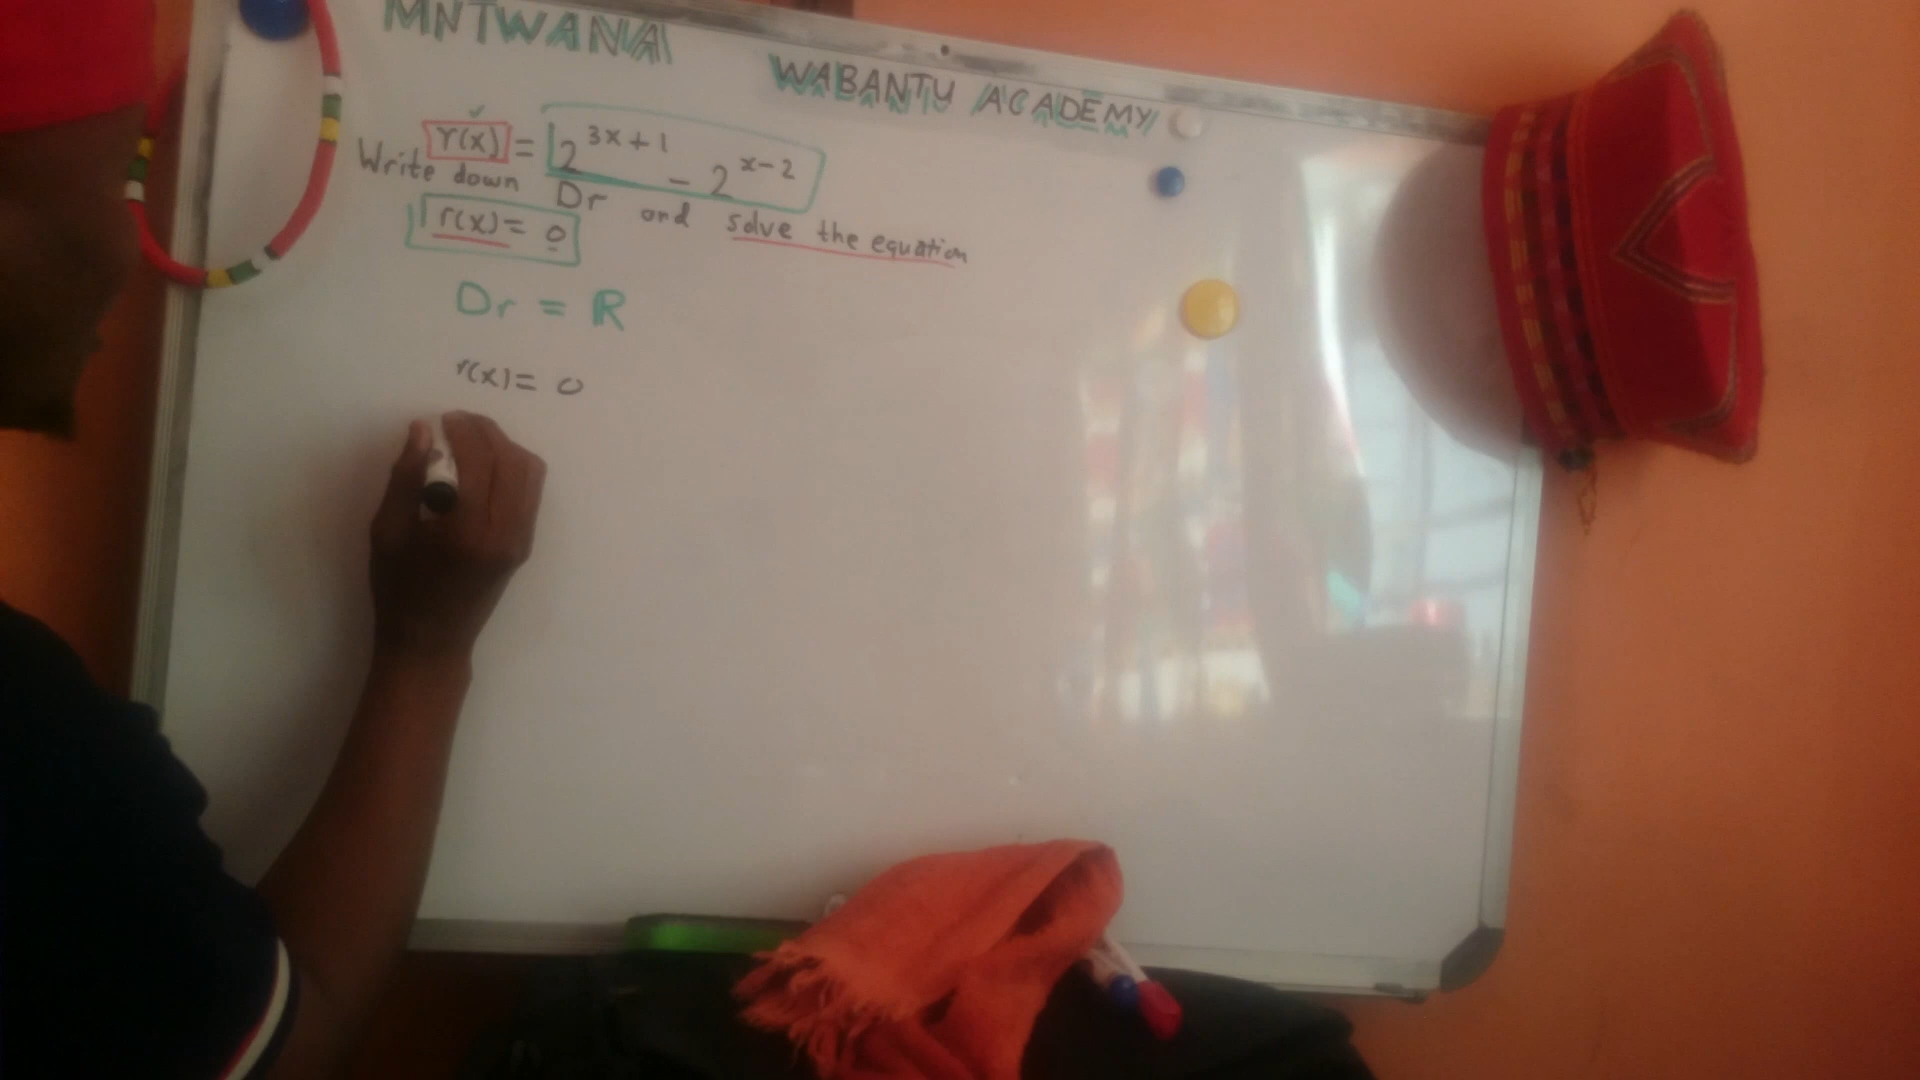 MNTWANA
WABANTU ACADEMY
r(x) = 2^{3x+1} - 2^{x-2}
Write down Dr and solve the equation
r(x) = 0
Dr = ℝ
r(x) = 0